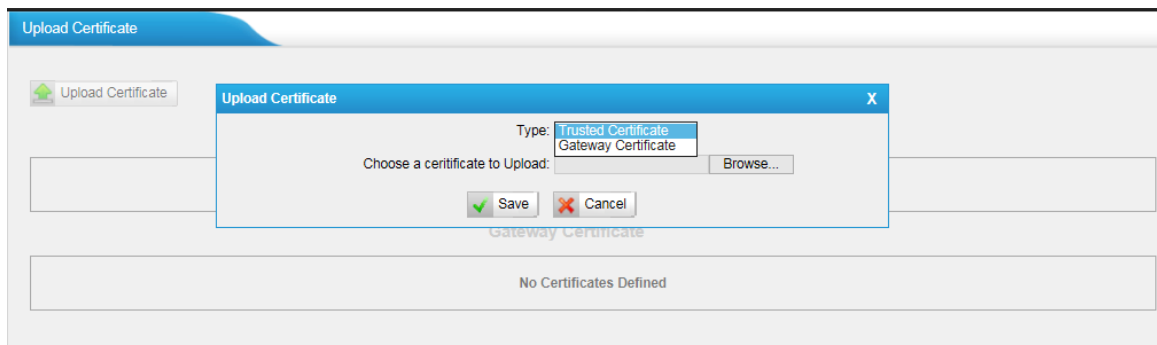 Upload Certificate
Upload Certificate
Upload Certificate X
Type: Trusted Certificate
Gateway Certificate
Choose a ceritificate to Upload: Browse...
Save Cancel
Gateway Certificate
No Certificates Defined